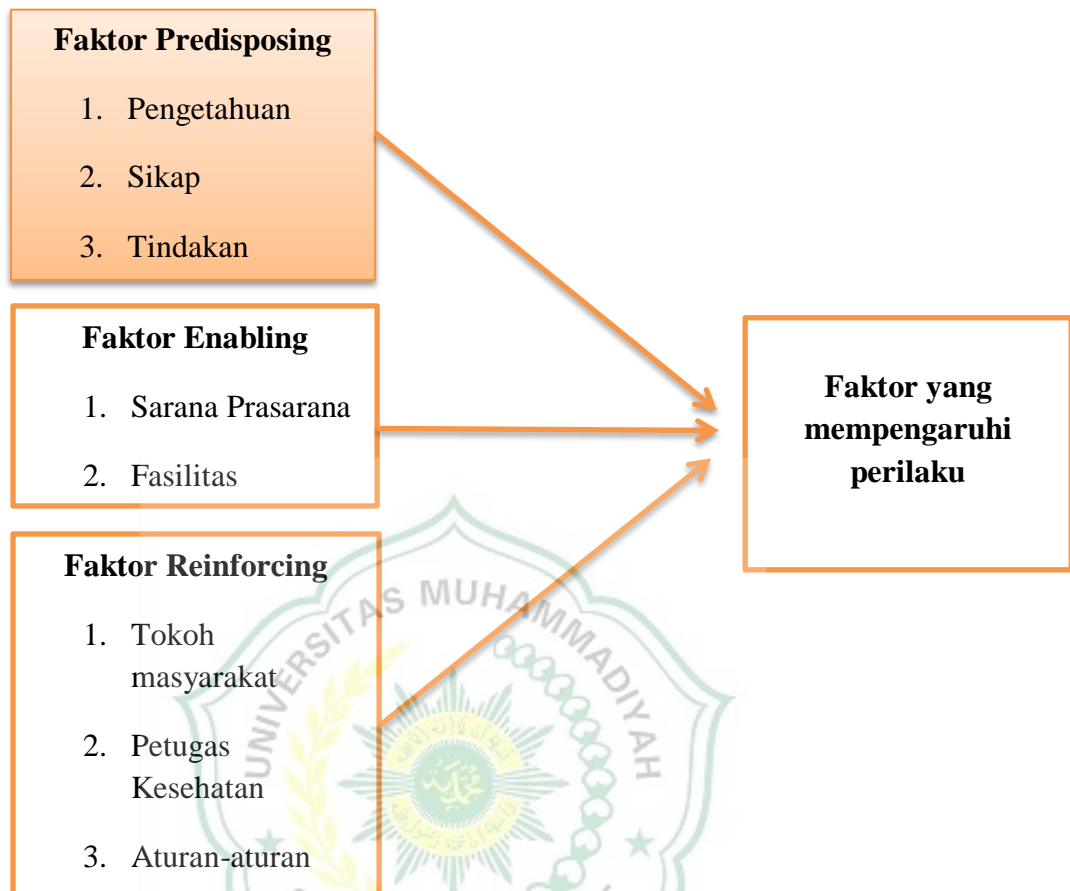 Faktor Predisposing
1. Pengetahuan
2. Sikap
3. Tindakan
Faktor Enabling
1. Sarana Prasarana
2. Fasilitas
Faktor Reinforcing
1. Tokoh
masyarakat
2. Petugas
Kesehatan
3. Aturan-aturan
Faktor yang
mempengaruhi
perilaku
UNIVERSITAS MUHAMMADIYAH